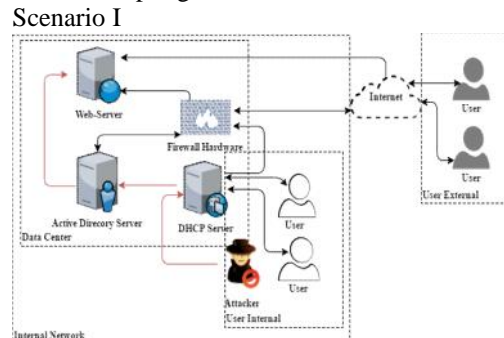 Scenario I
Web-Server
Internet
User
Firewall Hardware
User
User External
Active Direcory Server
DHCP Server
User
Data Center
User
Attacker
User Internal
Internal Network